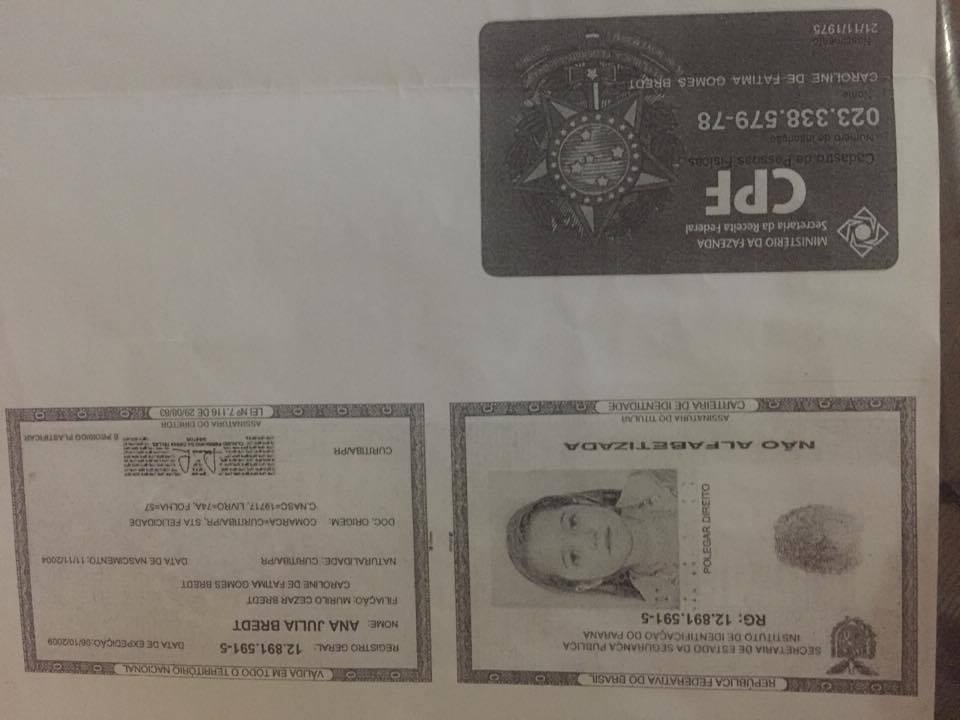 REPÚBLICA FEDERATIVA DO BRASIL
SECRETARIA DE ESTADO DA SEGURANÇA PÚBLICA
INSTITUTO DE IDENTIFICAÇÃO DO PARANÁ
RG: 12.891.591-5
POLEGAR DIREITO
NÃO ALFABETIZADA
ASSINATURA DO TITULAR
CARTEIRA DE IDENTIDADE
VÁLIDA EM TODO O TERRITÓRIO NACIONAL
REGISTRO GERAL: 12.891.591-5 DATA DE EXPEDIÇÃO: 06/10/2009
NOME: ANA JULIA BREDT
FILIAÇÃO: MURILO CEZAR BREDT
CAROLINE DE FATIMA GOMES BREDT
NATURALIDADE: CURITIBA/PR DATA DE NASCIMENTO: 11/11/2004
DOC. ORIGEM: COMARCA=CURITIBA/PR, STA FELICIDADE
C.NASC=19717, LIVRO=74A, FOLHA=57
CURITIBA/PR
ASSINATURA DO DIRETOR
É PROIBIDO PLASTIFICAR
LEI Nº 7.116 DE 29/08/83
MINISTÉRIO DA FAZENDA
Secretaria da Receita Federal
CPF
Cadastro de Pessoas Físicas
Número de Inscrição
023.338.579-78
Nome
CAROLINE DE FATIMA GOMES BREDT
Nascimento
21/11/1975